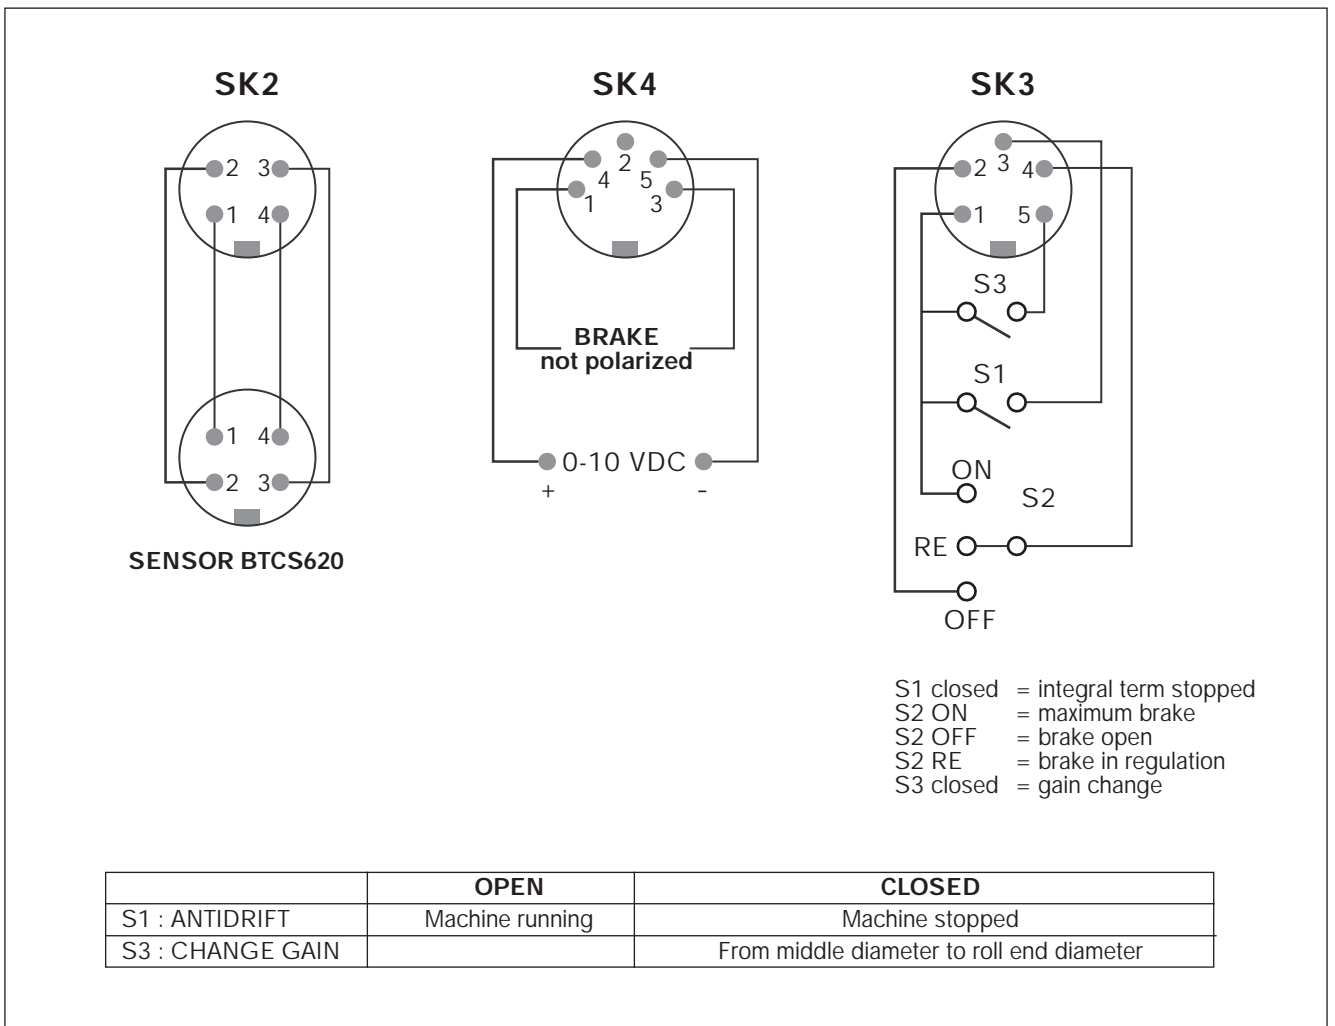 SK2
2 3
1 4
1 4
2 3
SENSOR BTCS620
SK4
2
4 5
1 3
BRAKE
not polarized
0-10 VDC
+ -
SK3
2 3 4
1 5
S3
S1
ON
S2
RE
OFF
S1 closed = integral term stopped
S2 ON = maximum brake
S2 OFF = brake open
S2 RE = brake in regulation
S3 closed = gain change
OPEN CLOSED
S1 : ANTIDRIFT Machine running Machine stopped
S3 : CHANGE GAIN From middle diameter to roll end diameter